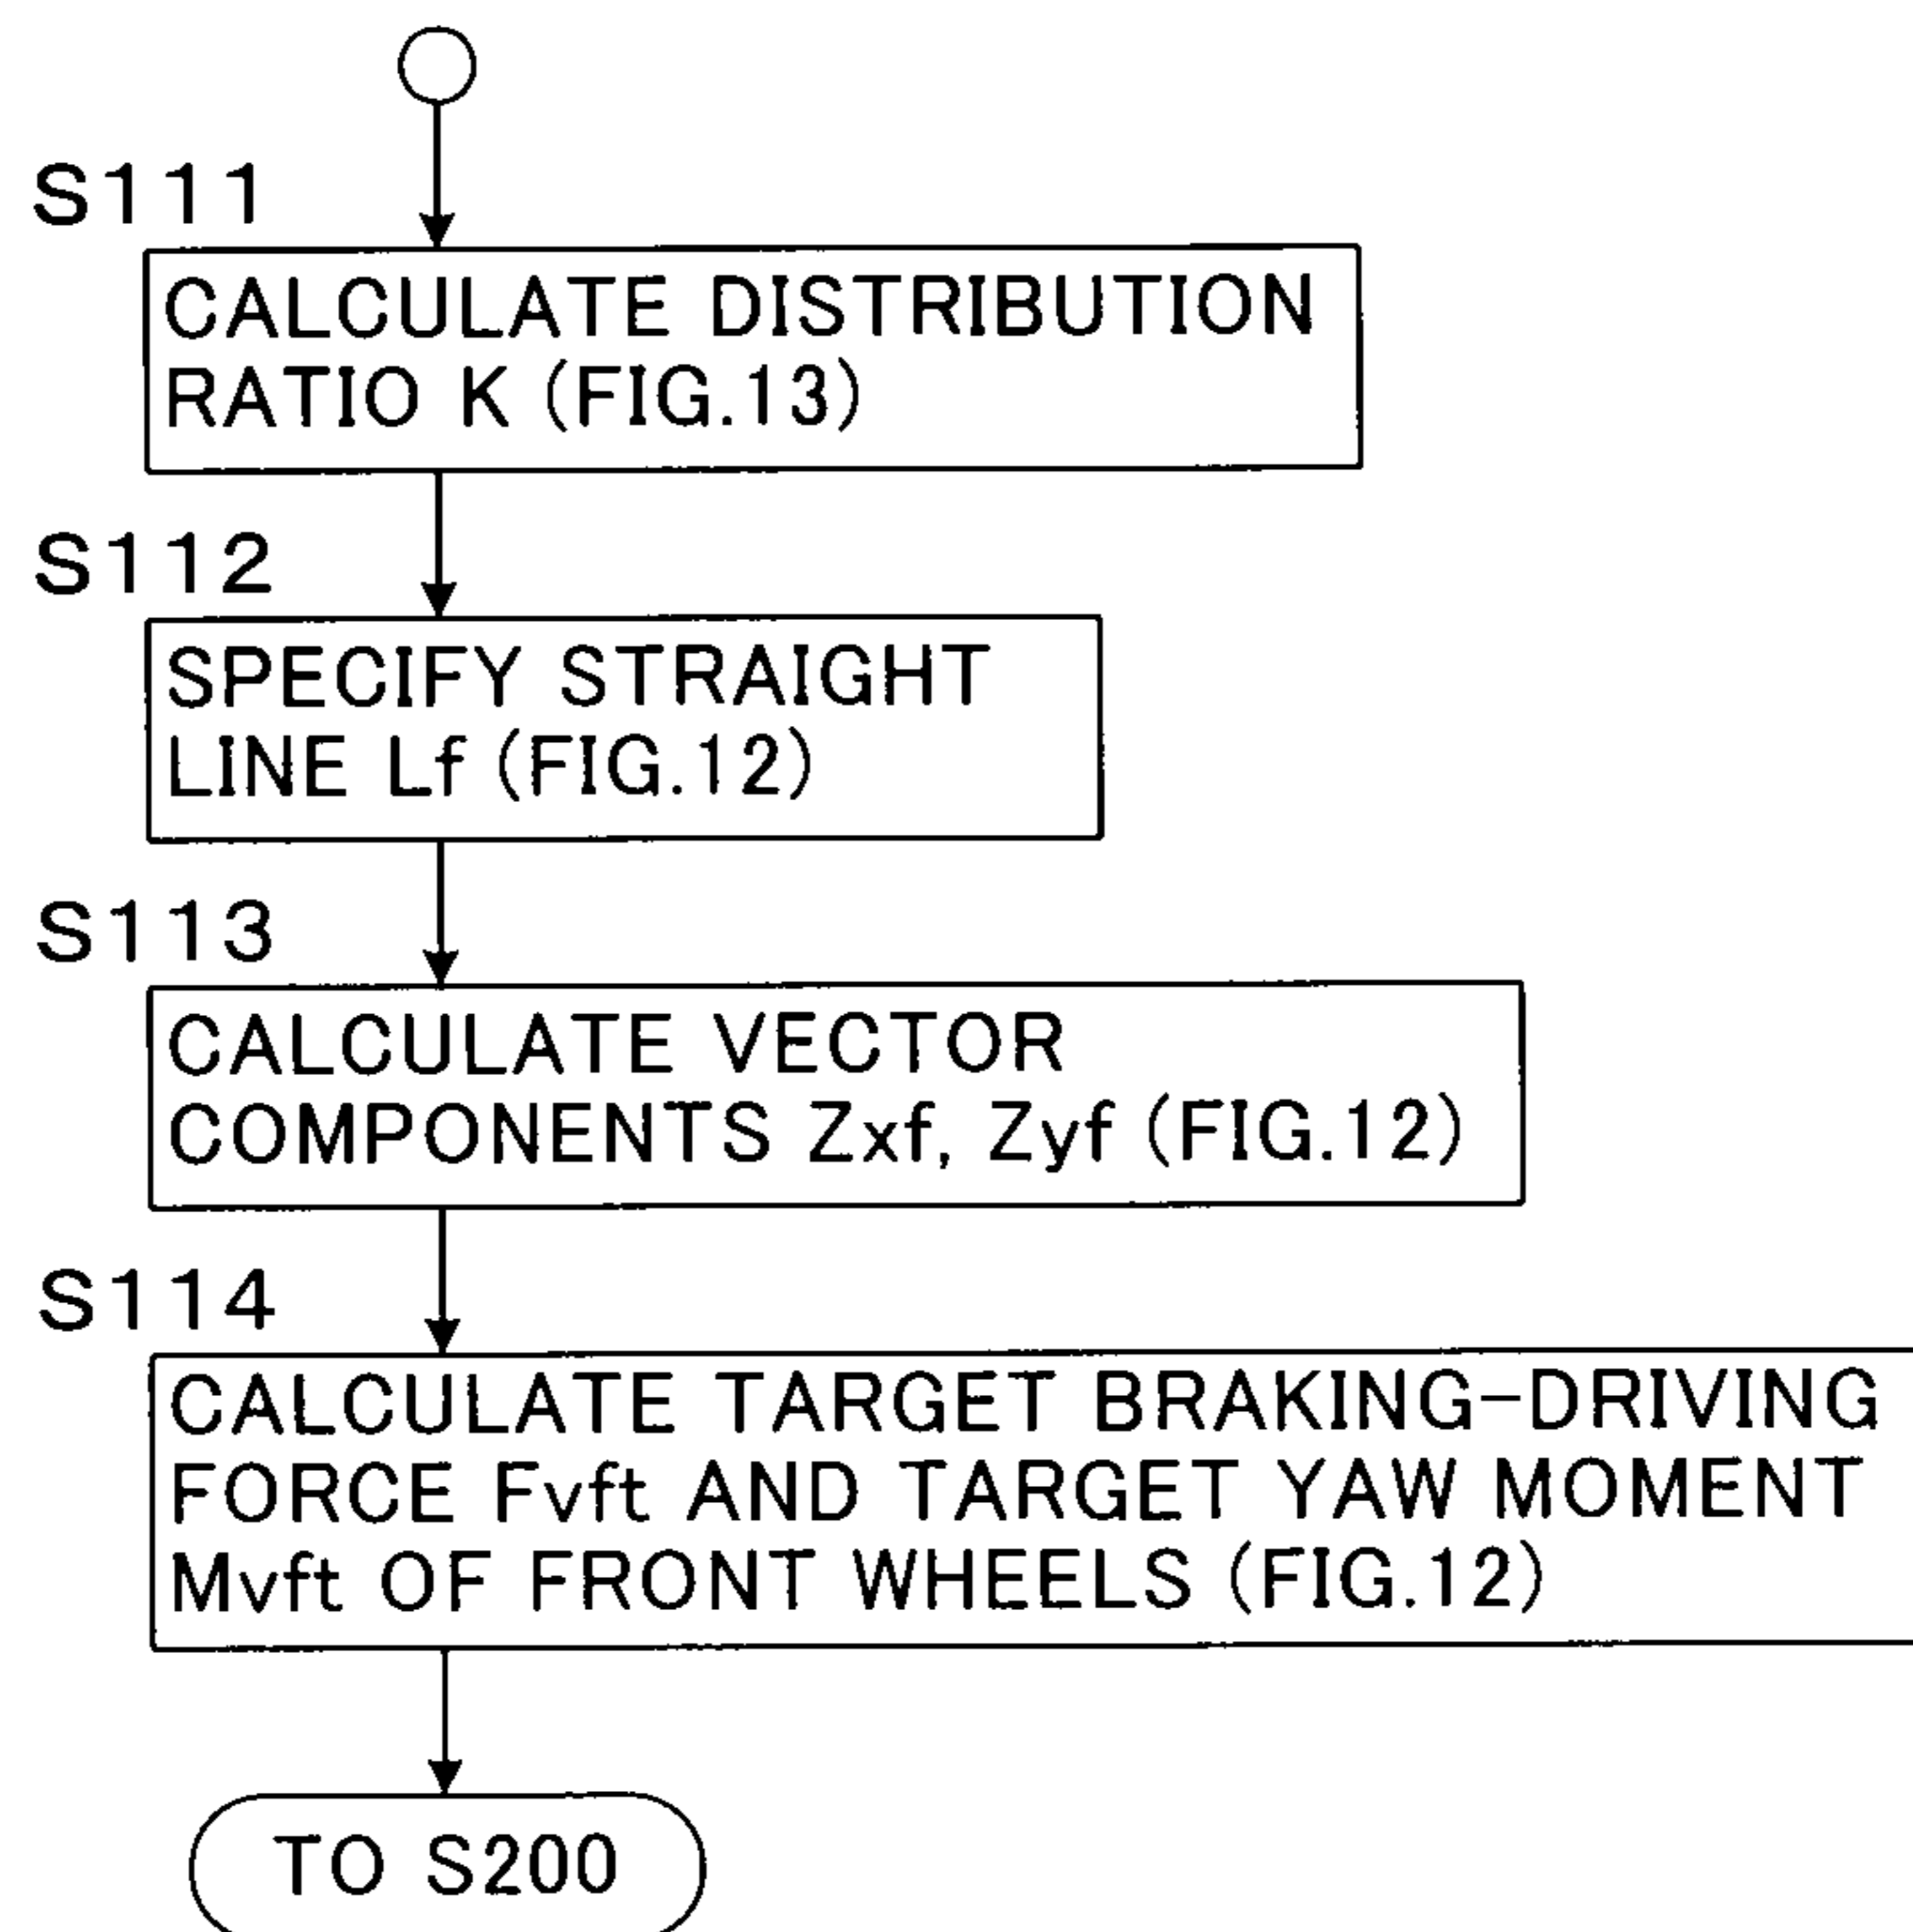 S111
CALCULATE DISTRIBUTION
RATIO K (FIG.13)
S112
SPECIFY STRAIGHT
LINE Lf (FIG.12)
S113
CALCULATE VECTOR
COMPONENTS Zxf, Zyf (FIG.12)
S114
CALCULATE TARGET BRAKING-DRIVING
FORCE Fvft AND TARGET YAW MOMENT
Mvft OF FRONT WHEELS (FIG.12)
TO S200